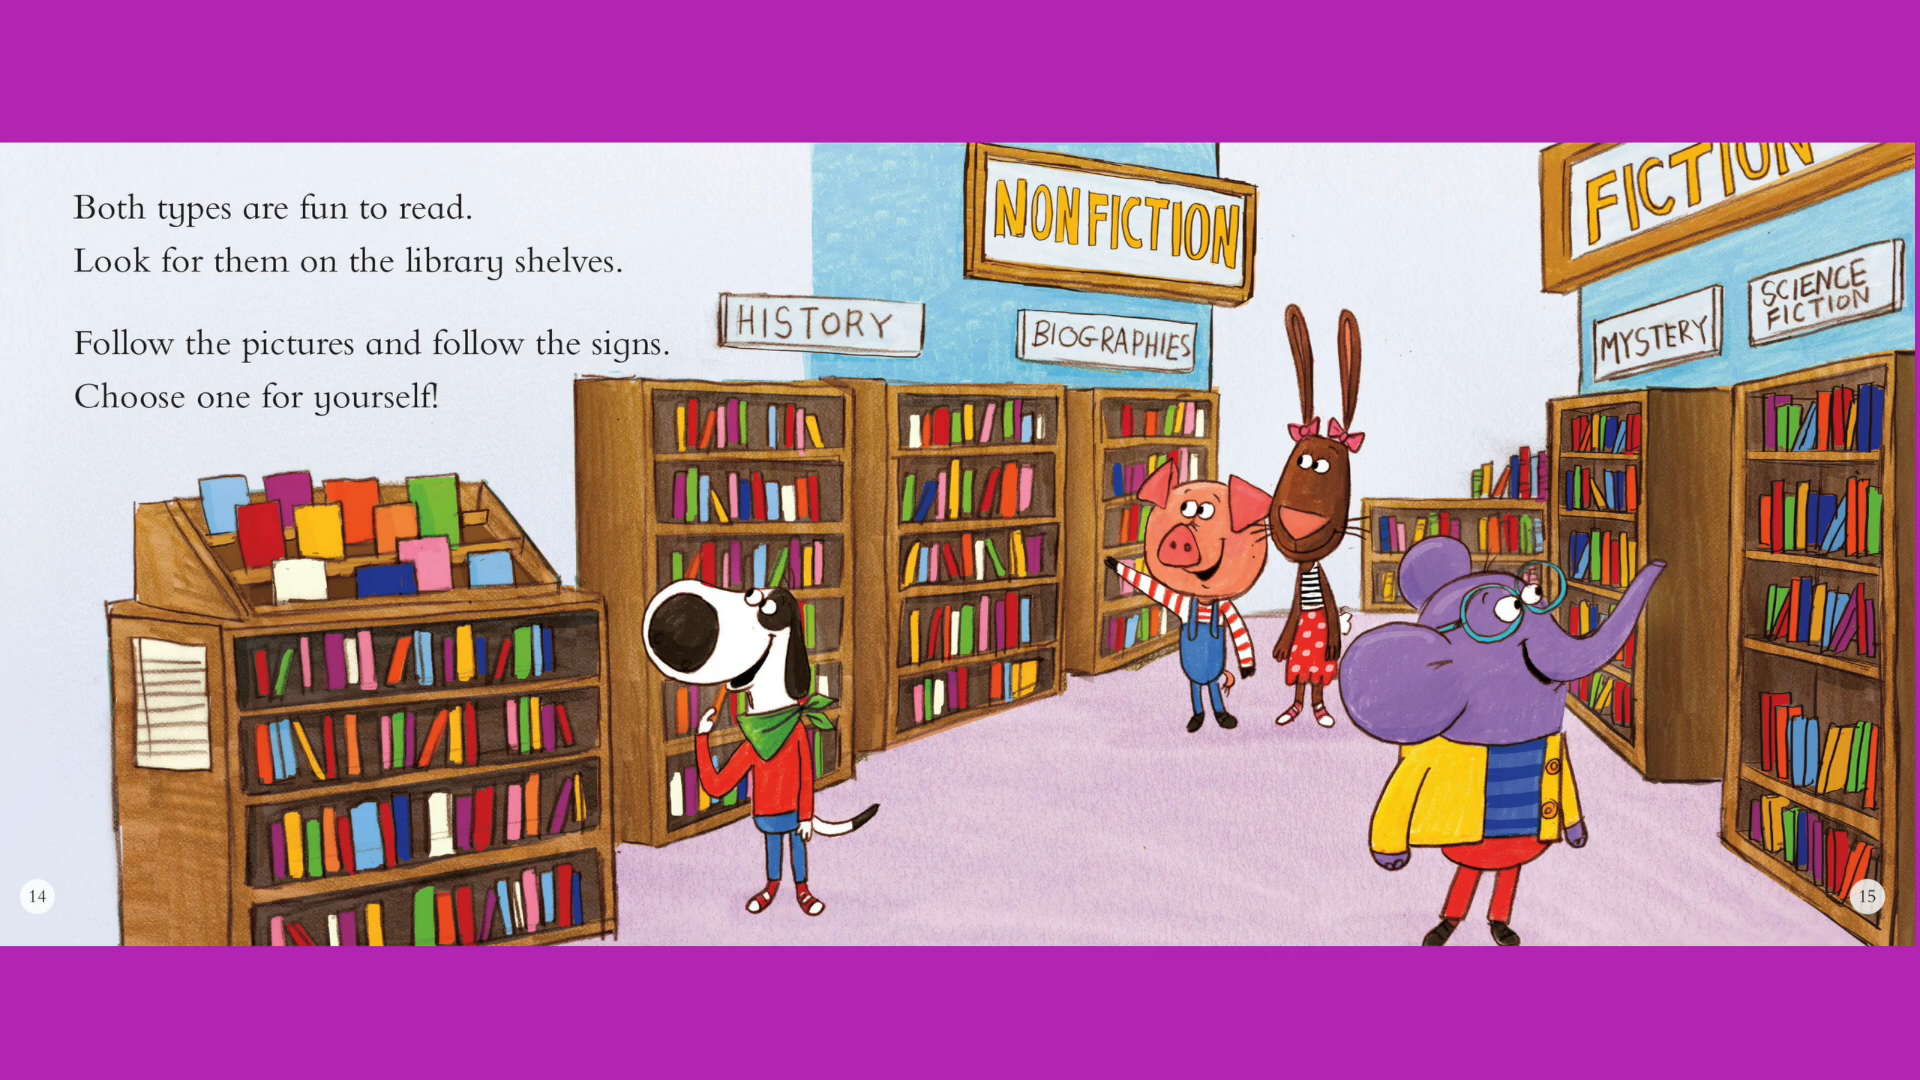 Both types are fun to read.
Look for them on the library shelves.
Follow the pictures and follow the signs.
Choose one for yourself!
NONFICTION
HISTORY
BIOGRAPHIES
FICTION
MYSTERY
SCIENCE
FICTION
14
15